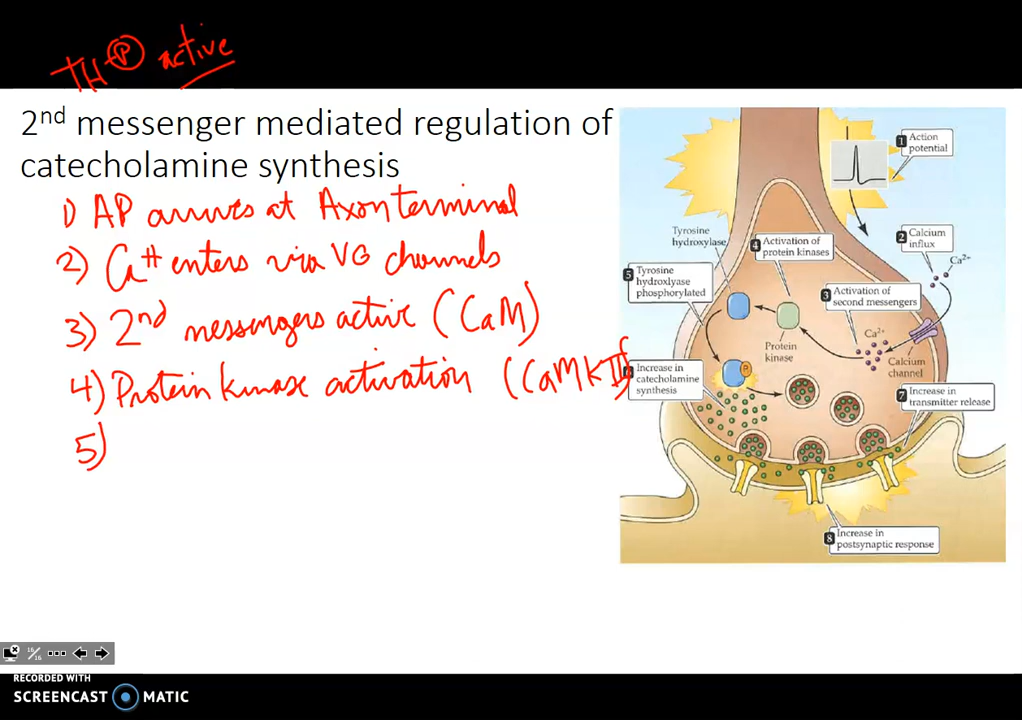 TH Ⓟ active
2nd messenger mediated regulation of
catecholamine synthesis
1) AP arrives at Axon terminal
2) Ca++ enters via VG channels
3) 2nd messengers active (CaM)
4) Protein kinase activation (CaMKII)
5)
1 Action
potential
2 Calcium
influx
Ca2+
Tyrosine
hydroxylase
4 Activation of
protein kinases
5 Tyrosine
hydroxlyase
phosphorylated
3 Activation of
second messengers
Ca2+
Protein
kinase
Calcium
channel
P
Increase in
catecholamine
synthesis
7 Increase in
transmitter release
8 Increase in
postsynaptic response
16/16
RECORDED WITH
SCREENCAST MATIC